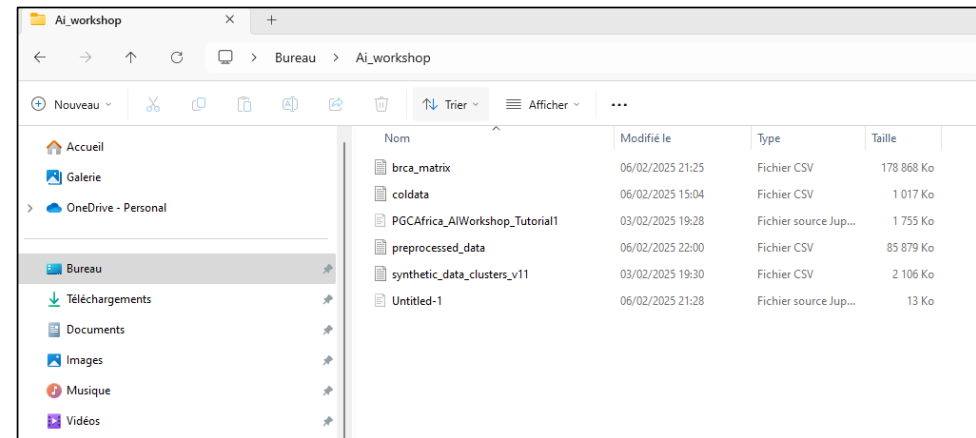 Ai_workshop
Bureau > Ai_workshop
Nouveau Trier Afficher ...
Accueil
Galerie
OneDrive - Personal
Bureau
Téléchargements
Documents
Images
Musique
Vidéos
Nom Modifié le Type Taille
brca_matrix 06/02/2025 21:25 Fichier CSV 178 868 Ko
coldata 06/02/2025 15:04 Fichier CSV 1 017 Ko
PGCAfrica_AIWorkshop_Tutorial1 03/02/2025 19:28 Fichier source Jup... 1 755 Ko
preprocessed_data 06/02/2025 22:00 Fichier CSV 85 879 Ko
synthetic_data_clusters_v11 03/02/2025 19:30 Fichier CSV 2 106 Ko
Untitled-1 06/02/2025 21:28 Fichier source Jup... 13 Ko